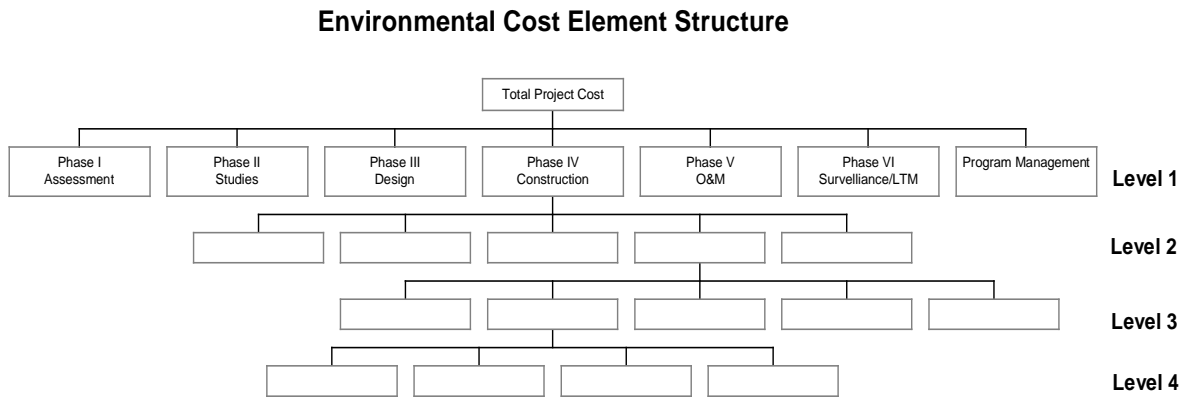 Environmental Cost Element Structure
Total Project Cost
Phase I
Assessment
Phase II
Studies
Phase III
Design
Phase IV
Construction
Phase V
O&M
Phase VI
Survelliance/LTM
Program Management
Level 1
Level 2
Level 3
Level 4